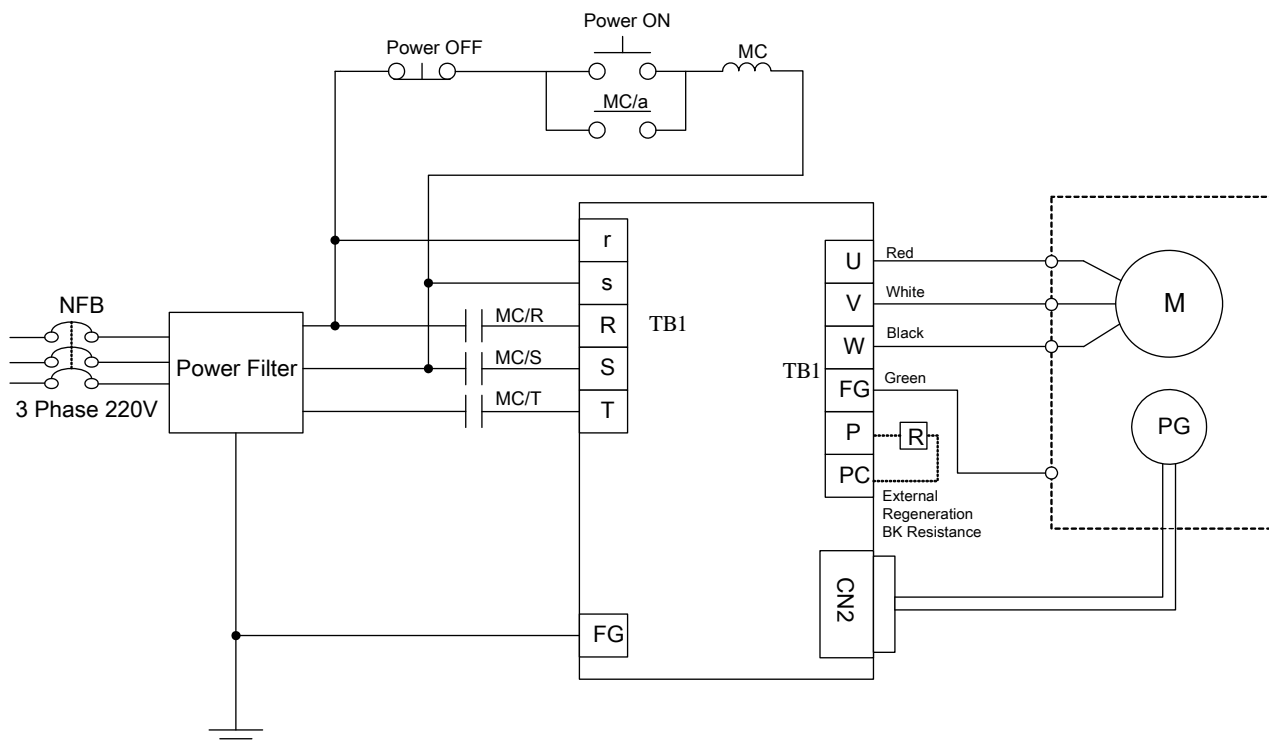 Power ON
Power OFF
MC
MC/a
r
s
NFB
MC/R
R
TB1
Power Filter
MC/S
S
3 Phase 220V
MC/T
T
FG
U
Red
V
White
M
W
Black
TB1
FG
Green
P
R
PG
PC
External
Regeneration
BK Resistance
CN2